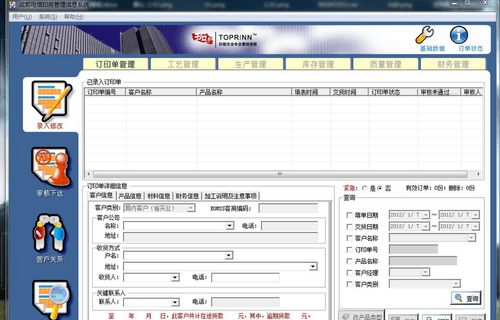 成都电信印务管理信息系统
用户(U) 系统(S) 帮助(H)
TOPRINN™
印刷企业专业管理系统
基础数据 订单状态
订印单管理 工艺管理 生产管理 库存管理 质量管理 财务管理
已录入订印单
订印单编号 客户名称 产品名称 填表时间 交货时间 订印单状态 审核未通过... 审核人
录入修改
审核下达
客户关系
订印单详细信息
客户信息 产品信息 材料信息 财务信息 加工说明及注意事项
客户类别: 局内客户（省实业） 客商编码:
客户公司
名称: 电话:
地址:
收货方式
户名:
地址:
收货人: 电话:
关键联系人
联系人: 电话:
至 年 月 日，此客户共计在途货款 元，其中，逾期货款 元。
紧急: 是 否 有效订单: 0份! 删除: 0份!
查询
填单日期 2012/ 1/ 7 ~ 2012/ 1/ 7
交货日期 2012/ 1/ 7 ~ 2012/ 1/ 7
客户名称
订印单号
产品名称
客户经理
客户类别
查询
改产品类型